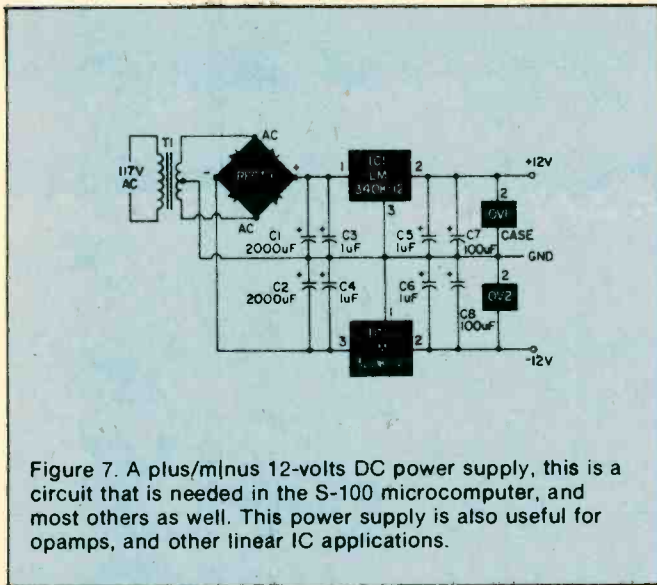 117V
AC
T1
AC
AC
-
+
1
IC1
LM
340K-12
2
3
C1
2000uF
C3
1uF
C5
1uF
C7
100uF
C2
2000uF
C4
1uF
C6
1uF
C8
100uF
2
OV1
CASE
2
OV2
+12V
GND
-12V
3
1
2
LM
Figure 7. A plus/minus 12-volts DC power supply, this is a
circuit that is needed in the S-100 microcomputer, and
most others as well. This power supply is also useful for
opamps, and other linear IC applications.